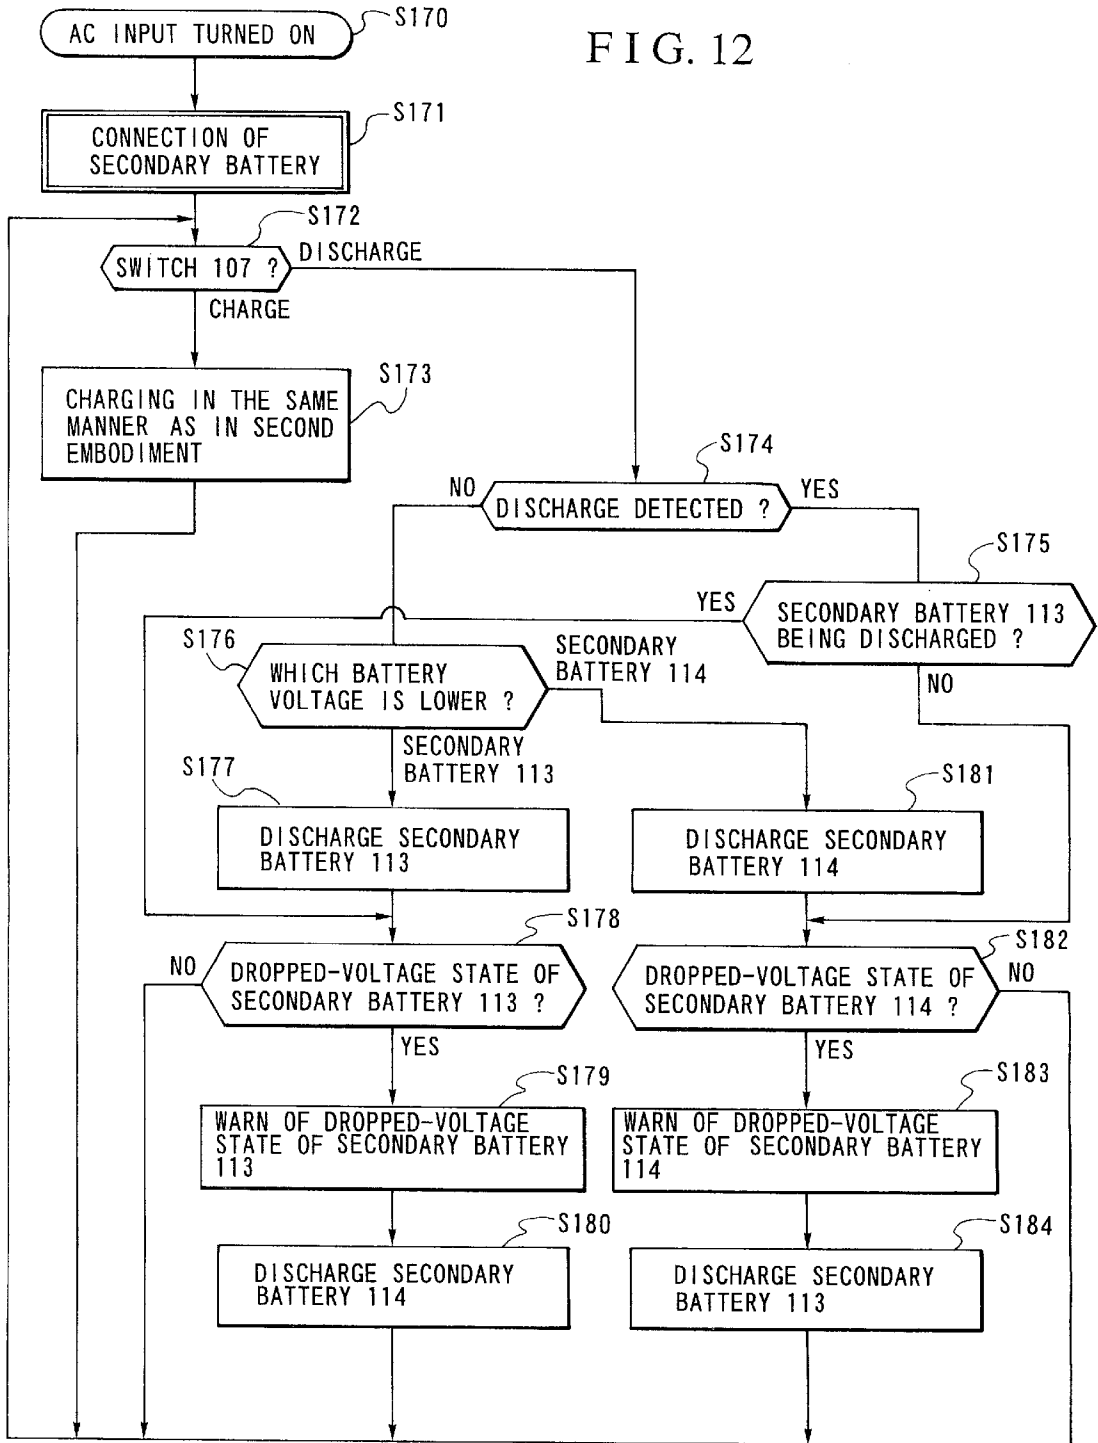 AC INPUT TURNED ON
S170
FIG. 12
CONNECTION OF
SECONDARY BATTERY
S171
S172
SWITCH 107 ?
DISCHARGE
CHARGE
S173
CHARGING IN THE SAME
MANNER AS IN SECOND
EMBODIMENT
S174
NO
DISCHARGE DETECTED ?
YES
S175
YES
SECONDARY BATTERY 113
BEING DISCHARGED ?
NO
S176
WHICH BATTERY
VOLTAGE IS LOWER ?
SECONDARY
BATTERY 114
SECONDARY
BATTERY 113
S177
DISCHARGE SECONDARY
BATTERY 113
S181
DISCHARGE SECONDARY
BATTERY 114
S178
NO
DROPPED-VOLTAGE STATE OF
SECONDARY BATTERY 113 ?
YES
S182
DROPPED-VOLTAGE STATE OF
SECONDARY BATTERY 114 ?
NO
YES
S179
WARN OF DROPPED-VOLTAGE
STATE OF SECONDARY BATTERY
113
S183
WARN OF DROPPED-VOLTAGE
STATE OF SECONDARY BATTERY
114
S180
DISCHARGE SECONDARY
BATTERY 114
S184
DISCHARGE SECONDARY
BATTERY 113